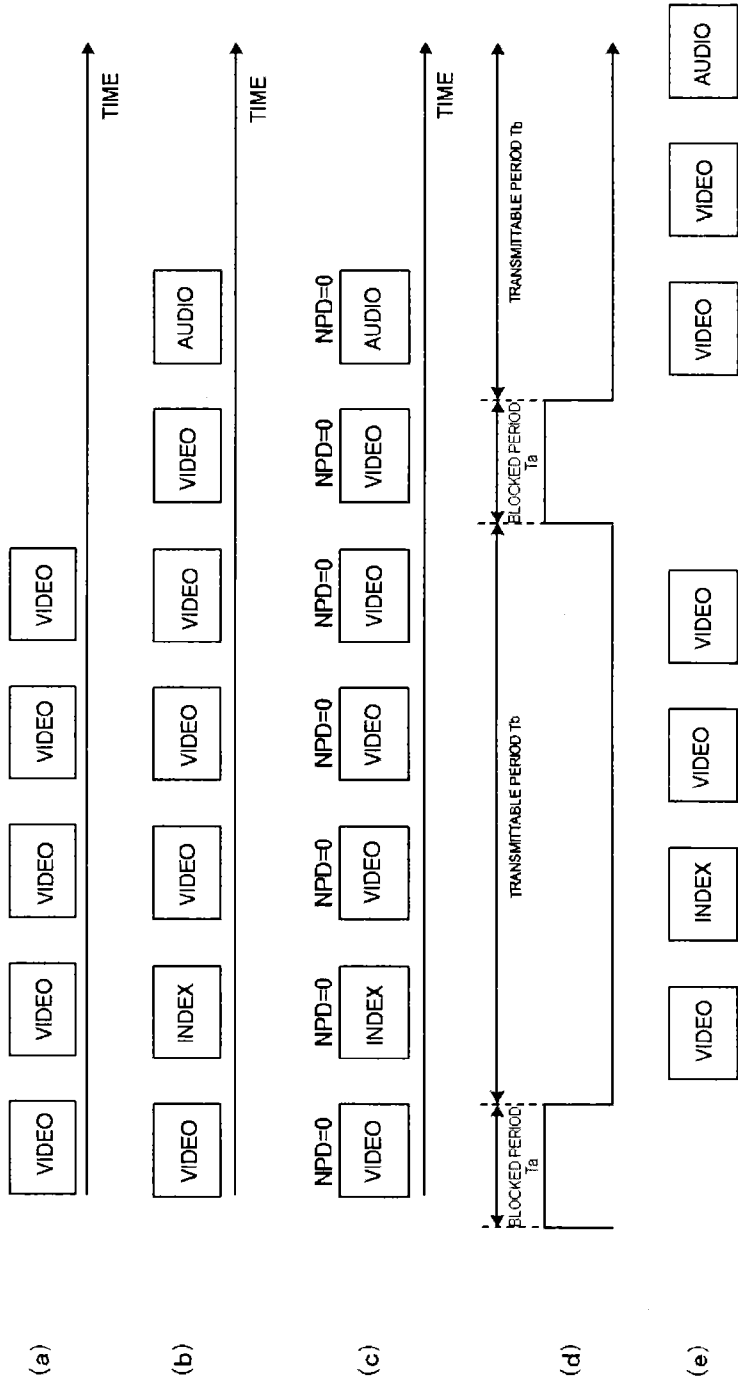 (a) VIDEO VIDEO VIDEO VIDEO VIDEO
TIME
(b) VIDEO INDEX VIDEO VIDEO VIDEO VIDEO AUDIO
TIME
NPD=0 NPD=0 NPD=0 NPD=0 NPD=0 NPD=0 NPD=0
(c) VIDEO INDEX VIDEO VIDEO VIDEO VIDEO AUDIO
TIME
BLOCKED PERIOD Ta
TRANSMITTABLE PERIOD Tb
BLOCKED PERIOD Ta
TRANSMITTABLE PERIOD Tb
(d)
(e) VIDEO INDEX VIDEO VIDEO VIDEO VIDEO AUDIO